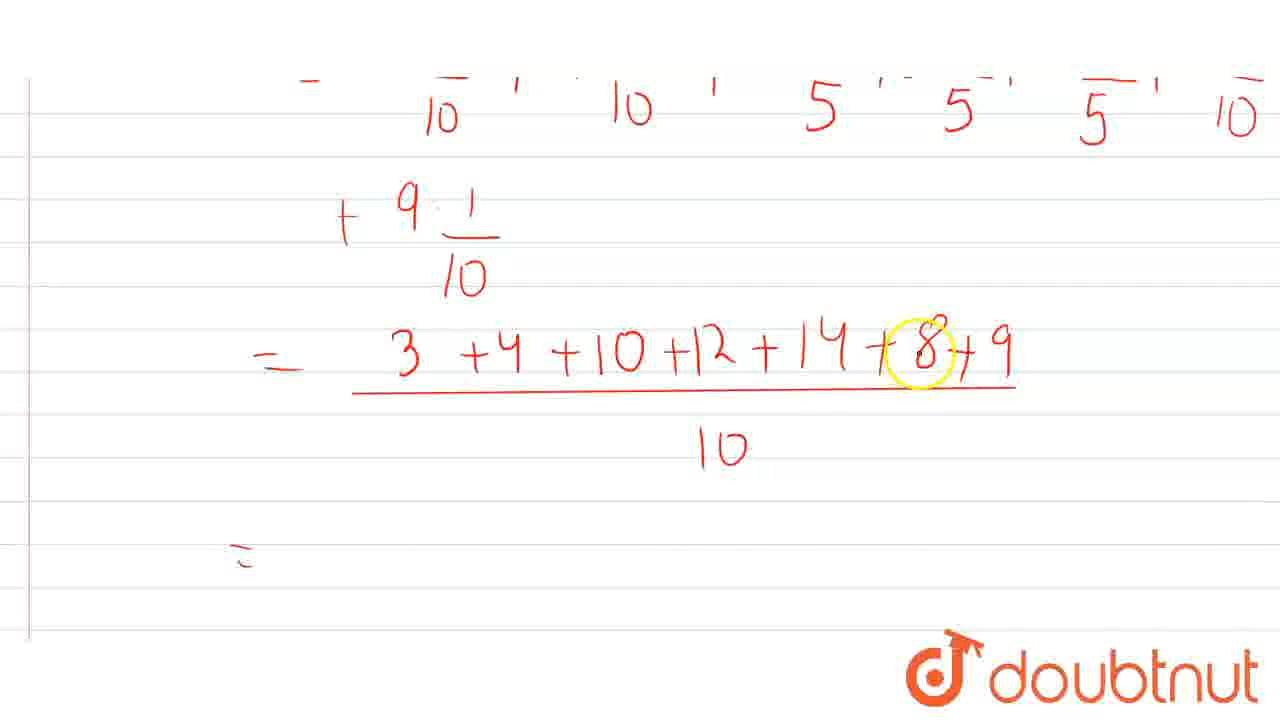 10 10 5 5 5 10
+ 9 · 1
10
= 3 + 4 + 10 + 12 + 14 + 8 + 9
10
=
doubtnut